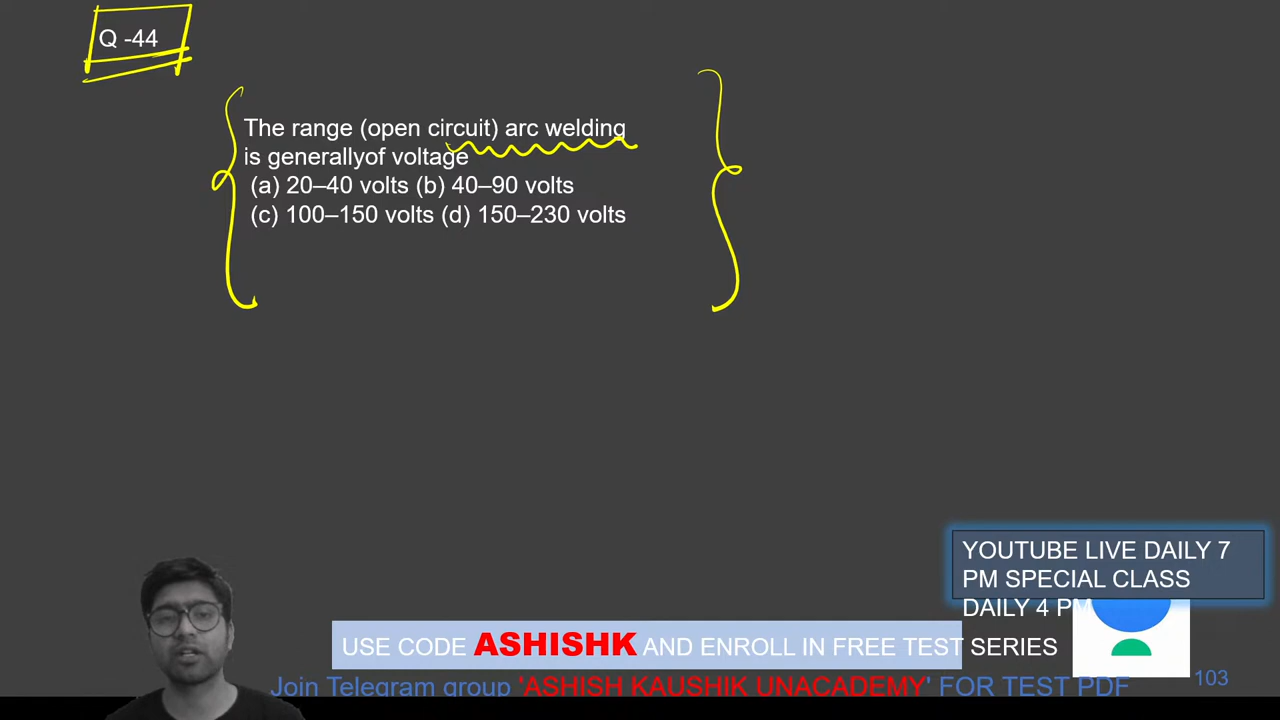 Q -44
The range (open circuit) arc welding
is generallyof voltage
(a) 20–40 volts (b) 40–90 volts
(c) 100–150 volts (d) 150–230 volts
YOUTUBE LIVE DAILY 7
PM SPECIAL CLASS
DAILY 4 PM
USE CODE ASHISHK AND ENROLL IN FREE TEST SERIES
Join Telegram group 'ASHISH KAUSHIK UNACADEMY' FOR TEST PDF
103